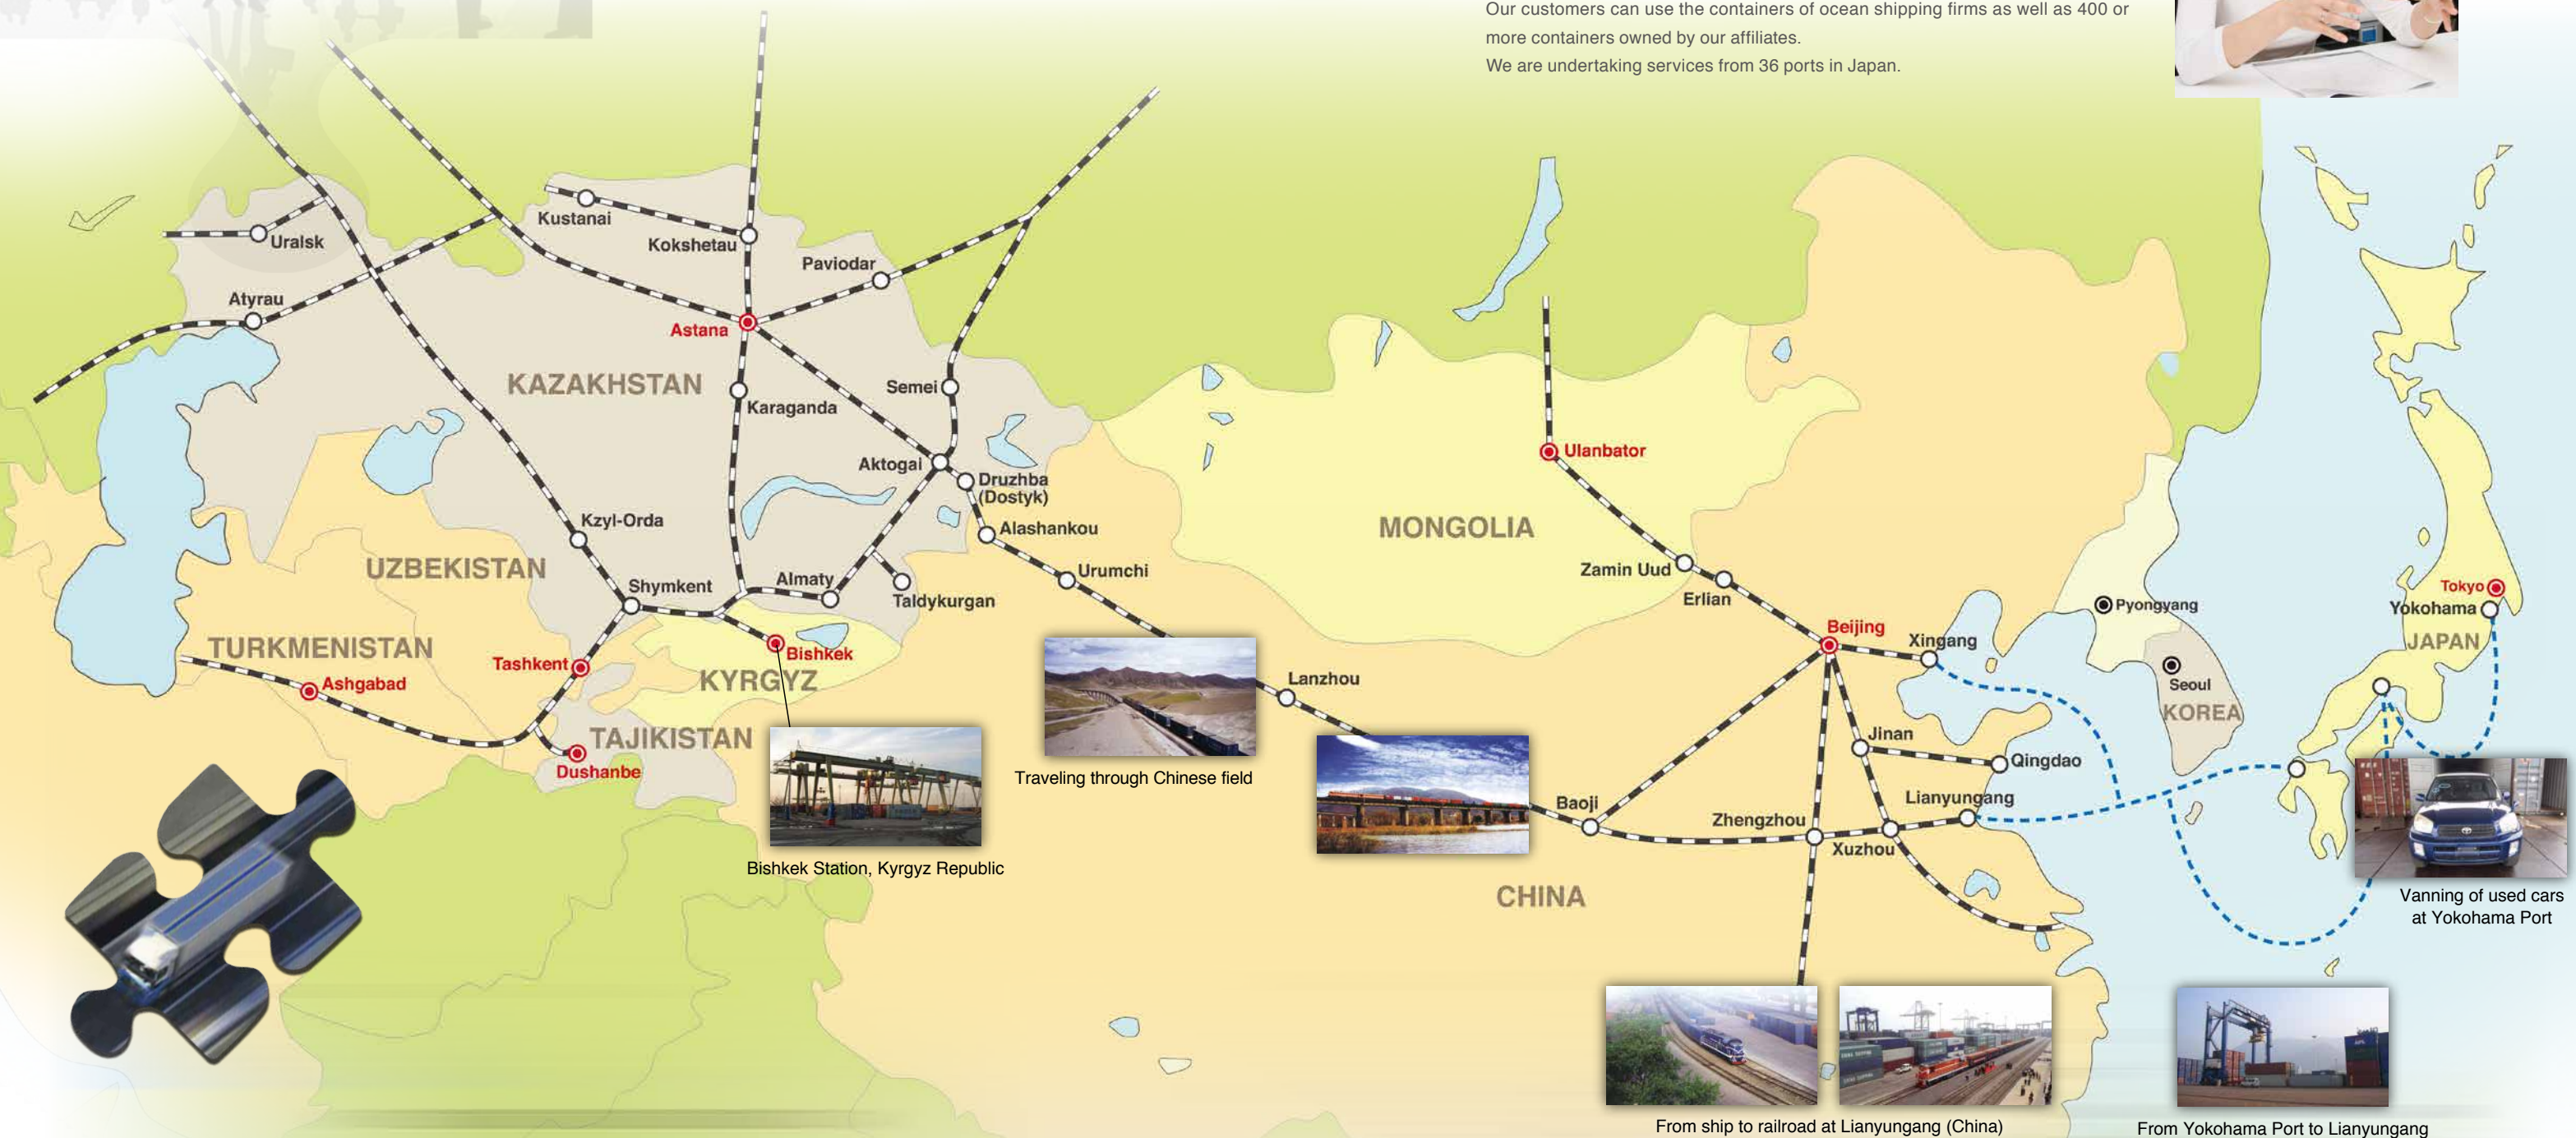 Our customers can use the containers of ocean shipping firms as well as 400 or
more containers owned by our affiliates.
We are undertaking services from 36 ports in Japan.
Kustanai
Uralsk
Kokshetau
Paviodar
Atyrau
Astana
KAZAKHSTAN
Semei
Karaganda
Aktogai
Druzhba
(Dostyk)
Ulanbator
Kzyl-Orda
Alashankou
MONGOLIA
UZBEKISTAN
Urumchi
Zamin Uud
Shymkent
Almaty
Taldykurgan
Erlian
Tokyo
Pyongyang
Yokohama
Beijing
Xingang
JAPAN
TURKMENISTAN
Bishkek
Tashkent
Ashgabad
KYRGYZ
Lanzhou
Seoul
KOREA
TAJIKISTAN
Jinan
Dushanbe
Qingdao
Traveling through Chinese field
Baoji
Lianyungang
Zhengzhou
Xuzhou
Bishkek Station, Kyrgyz Republic
CHINA
Vanning of used cars
at Yokohama Port
From ship to railroad at Lianyungang (China)
From Yokohama Port to Lianyungang